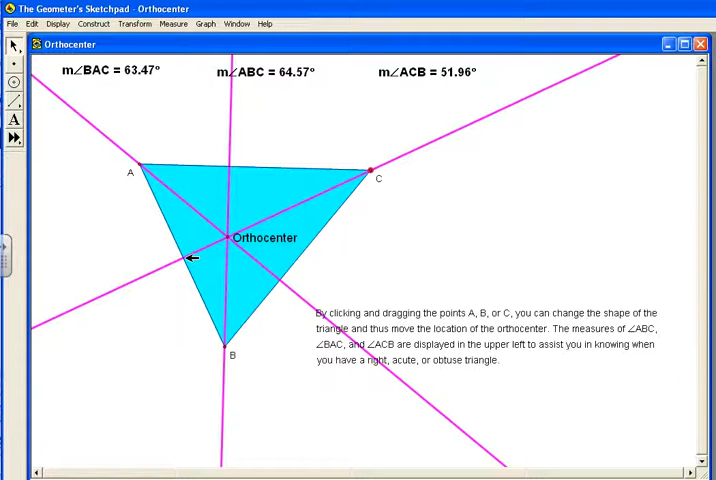 The Geometer's Sketchpad - Orthocenter
File Edit Display Construct Transform Measure Graph Window Help
Orthocenter
m∠BAC = 63.47° m∠ABC = 64.57° m∠ACB = 51.96°
A
A
C
Orthocenter
By clicking and dragging the points A, B, or C, you can change the shape of the
triangle and thus move the location of the orthocenter. The measures of ∠ABC,
∠BAC, and ∠ACB are displayed in the upper left to assist you in knowing when
B
you have a right, acute, or obtuse triangle.